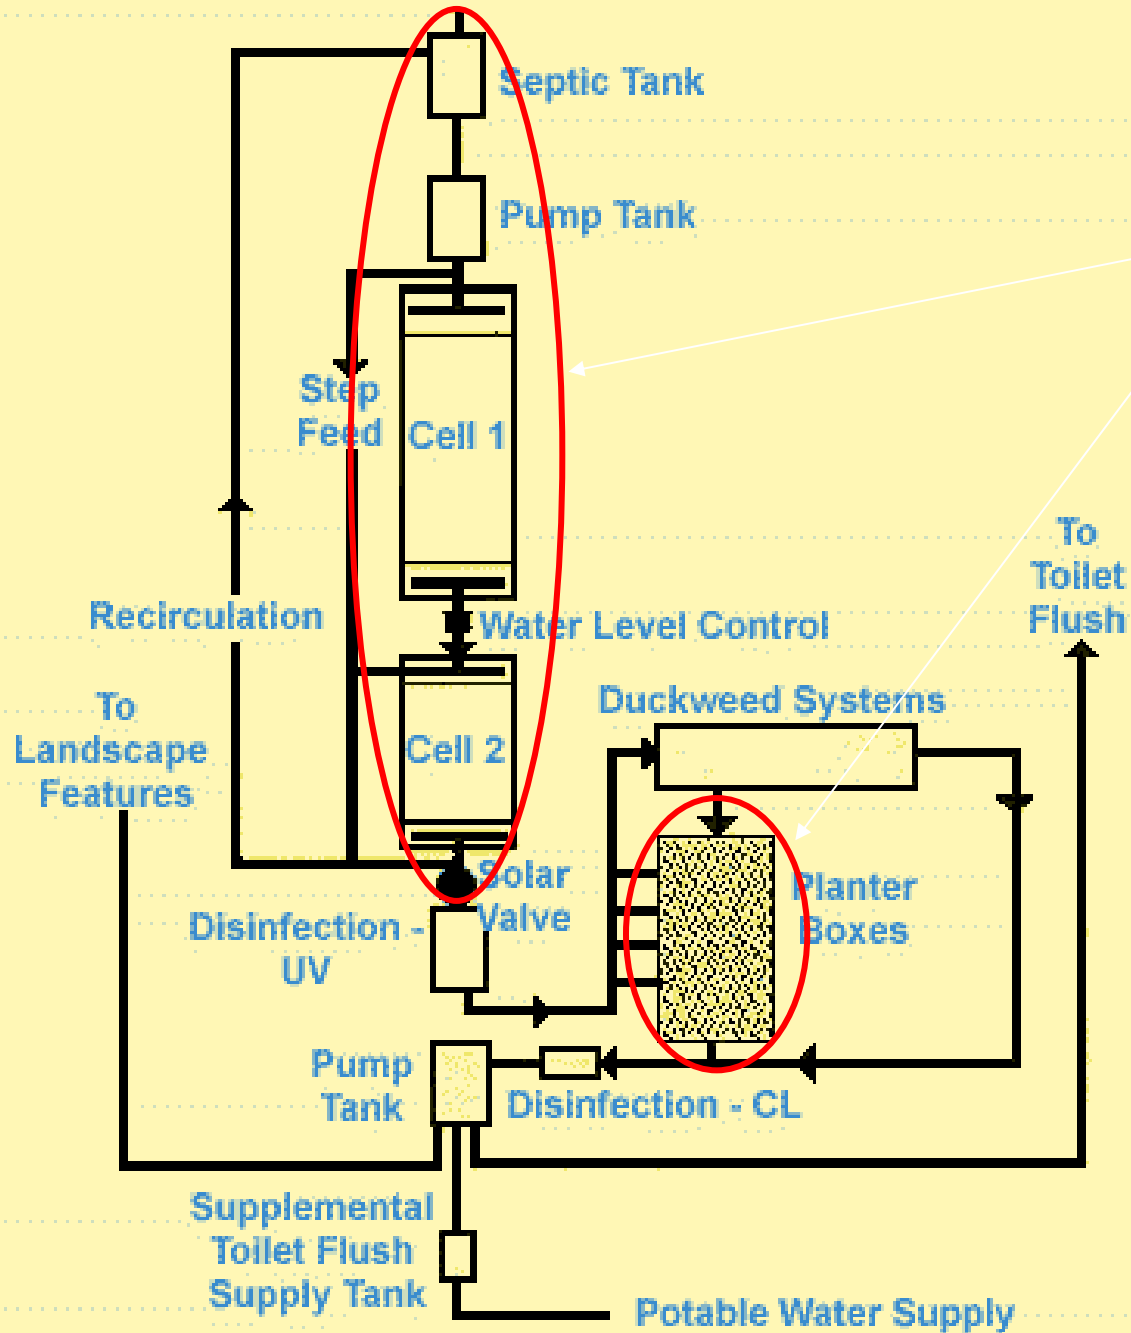 Septic Tank
Pump Tank
Step
Feed
Cell 1
To
Toilet
Flush
Recirculation
Water Level Control
To
Landscape
Features
Duckweed Systems
Cell 2
Solar
Valve
Planter
Boxes
Disinfection -
UV
Pump
Tank
Disinfection - CL
Supplemental
Toilet Flush
Supply Tank
Potable Water Supply